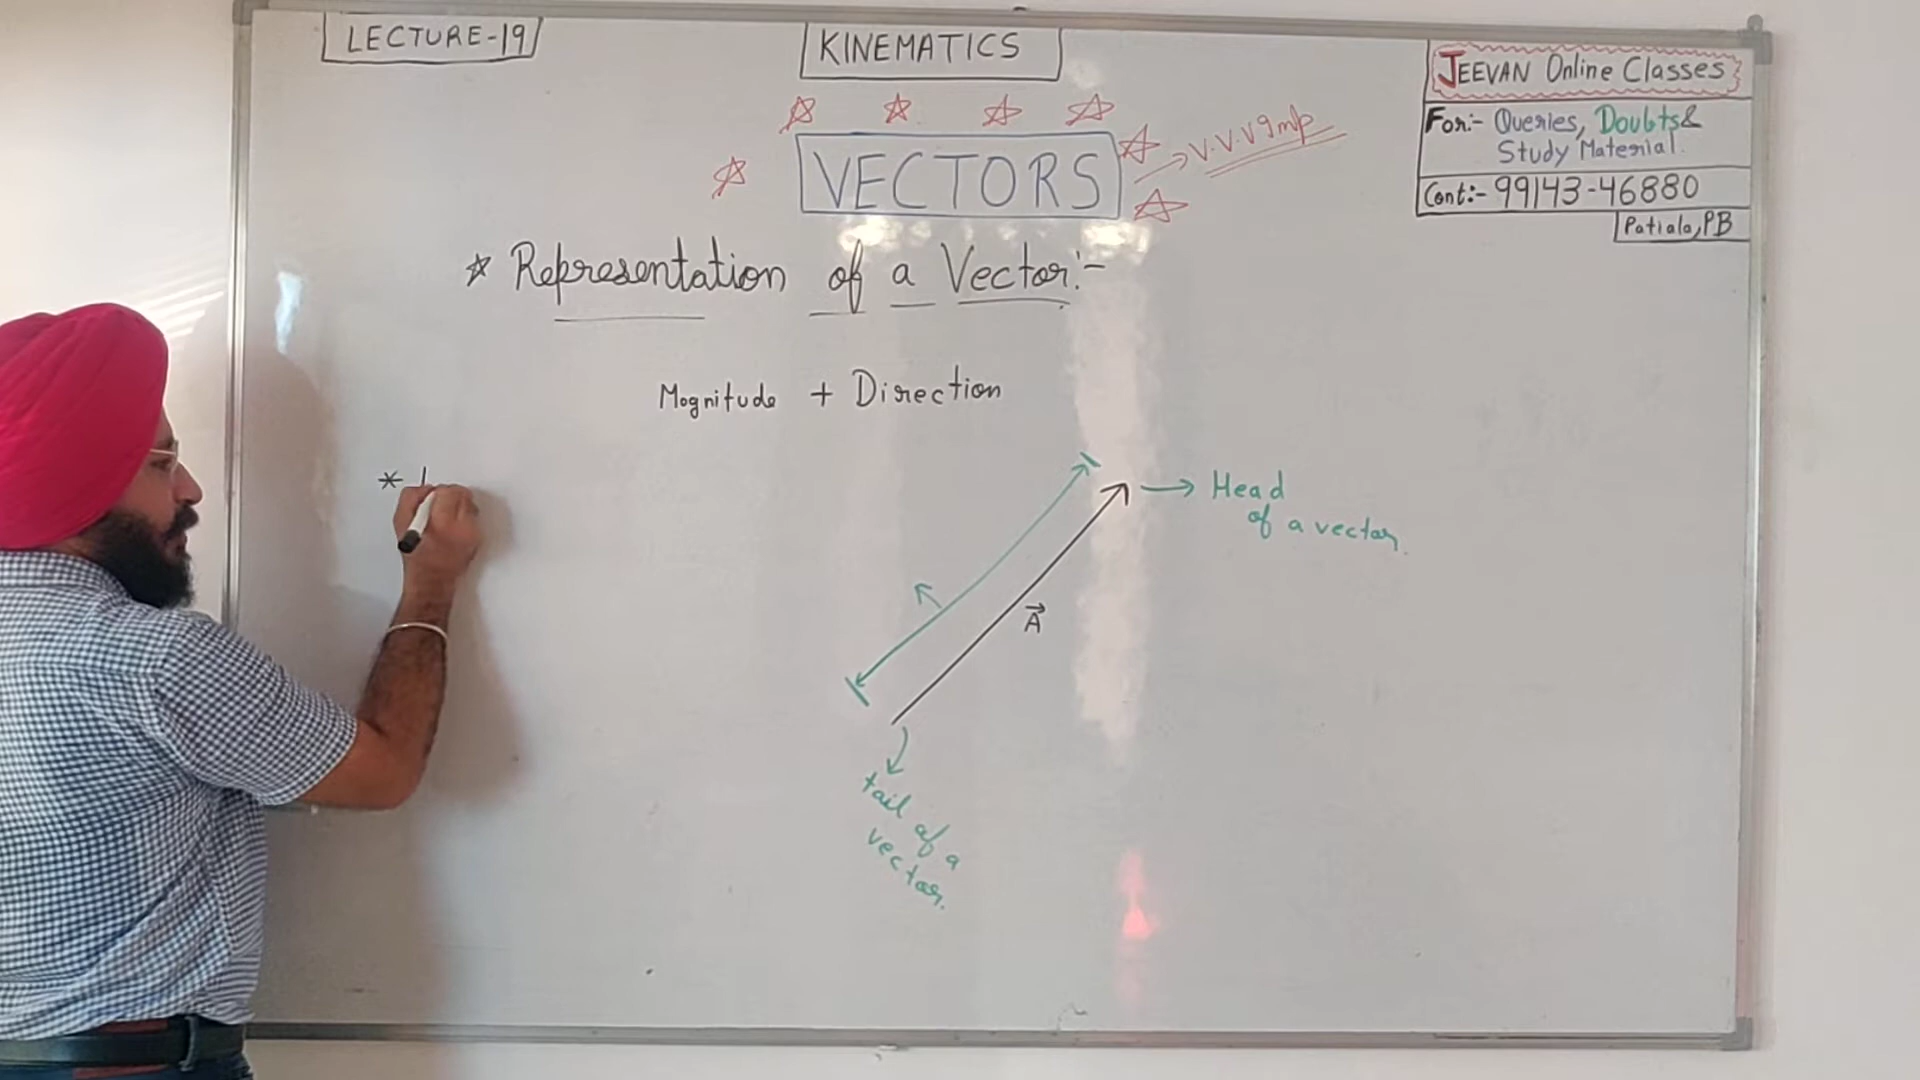 LECTURE-19
KINEMATICS
JEEVAN Online Classes
For:- Queries, Doubts &
Study Material.
Cont:- 99143-46880
Patiala, PB
VECTORS
→ V.V.V Imp
* Representation of a Vector:-
Magnitude + Direction
*
→ Head
of a vector.
A⃗
tail of a
vector.